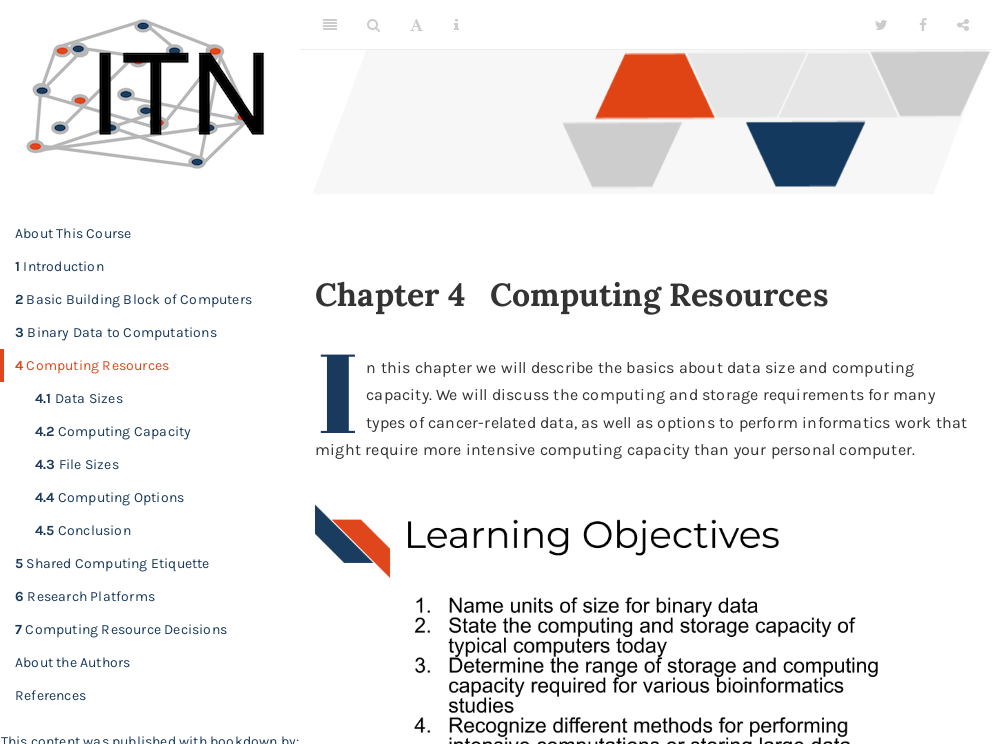 ITN
About This Course
1 Introduction
2 Basic Building Block of Computers
3 Binary Data to Computations
4 Computing Resources
4.1 Data Sizes
4.2 Computing Capacity
4.3 File Sizes
4.4 Computing Options
4.5 Conclusion
5 Shared Computing Etiquette
6 Research Platforms
7 Computing Resource Decisions
About the Authors
References
This content was published with bookdown by:
A
Chapter 4 Computing Resources
In this chapter we will describe the basics about data size and computing
capacity. We will discuss the computing and storage requirements for many
types of cancer-related data, as well as options to perform informatics work that
might require more intensive computing capacity than your personal computer.
Learning Objectives
1. Name units of size for binary data
2. State the computing and storage capacity of
typical computers today
3. Determine the range of storage and computing
capacity required for various bioinformatics
studies
4. Recognize different methods for performing
intensive computations or storing large data